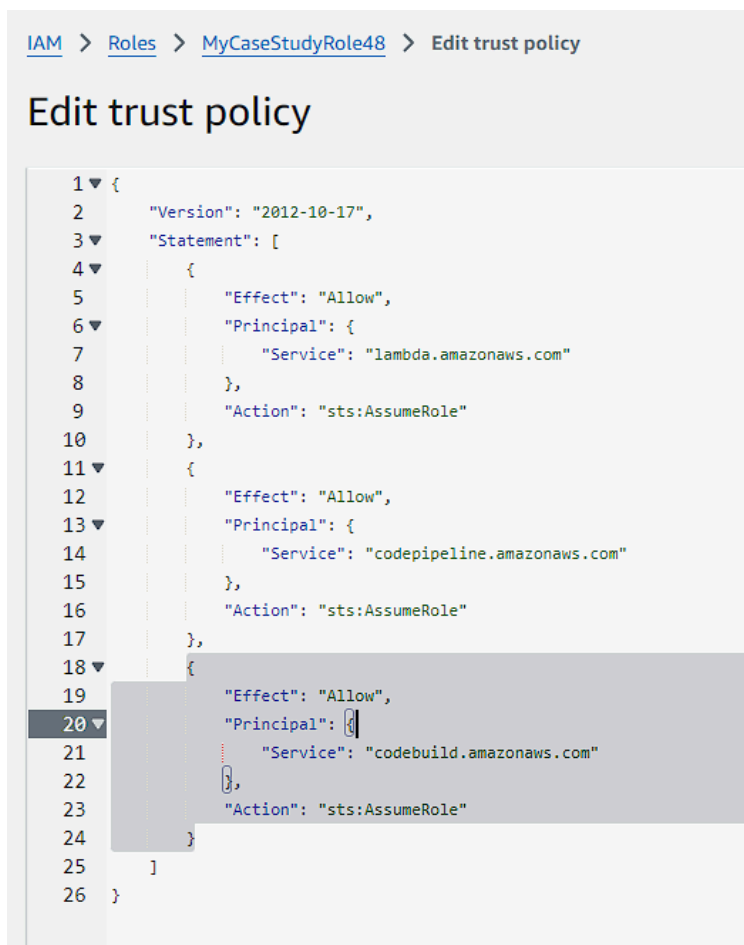 IAM > Roles > MyCaseStudyRole48 > Edit trust policy
Edit trust policy
1 {
2 "Version": "2012-10-17",
3 "Statement": [
4 {
5 "Effect": "Allow",
6 "Principal": {
7 "Service": "lambda.amazonaws.com"
8 },
9 "Action": "sts:AssumeRole"
10 },
11 {
12 "Effect": "Allow",
13 "Principal": {
14 "Service": "codepipeline.amazonaws.com"
15 },
16 "Action": "sts:AssumeRole"
17 },
18 {
19 "Effect": "Allow",
20 "Principal": {
21 "Service": "codebuild.amazonaws.com"
22 },
23 "Action": "sts:AssumeRole"
24 }
25 ]
26 }